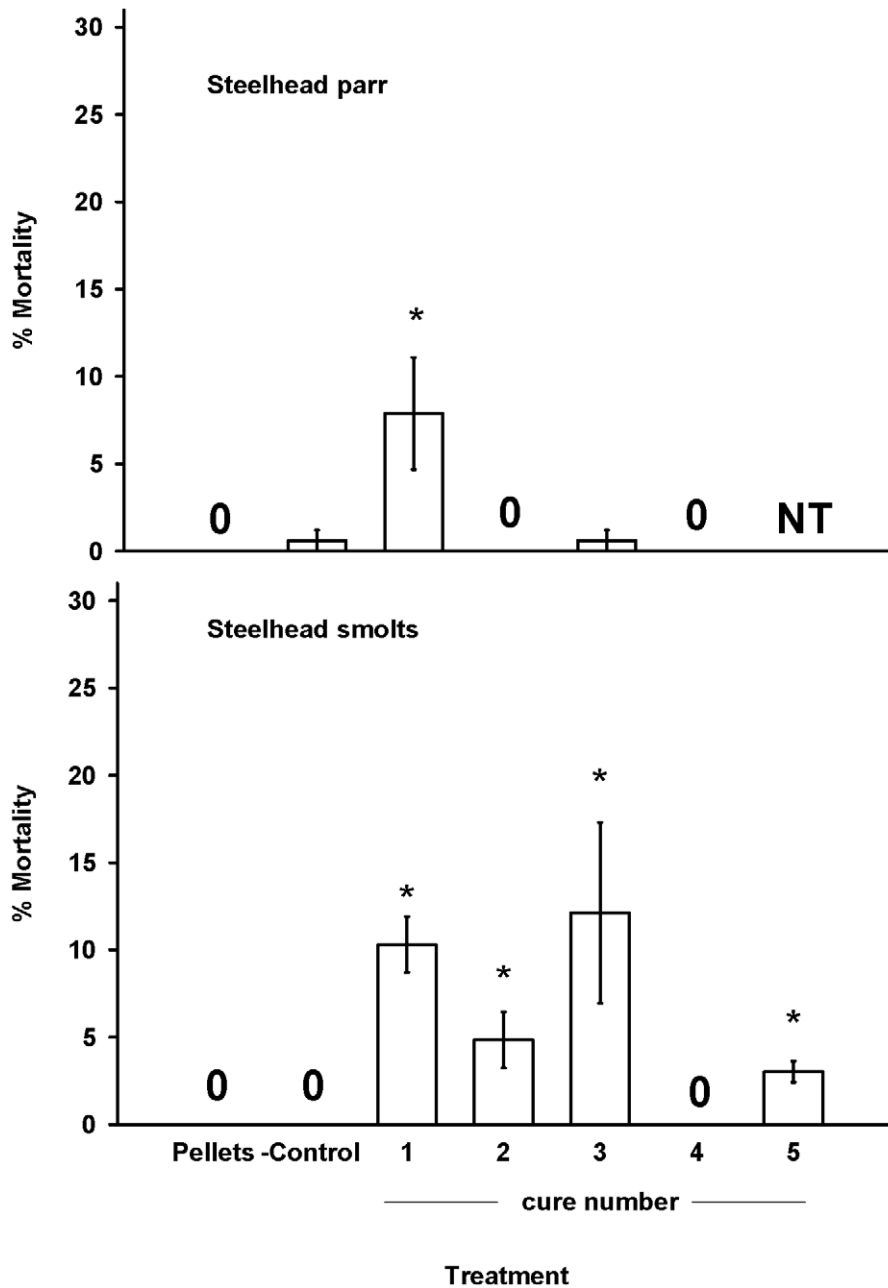 30
Steelhead parr
25
20
% Mortality
15
*
10
5
0 0 0 NT
0
30
Steelhead smolts
25
20
*
% Mortality
15
*
10
*
*
5
0 0 0
0
Pellets -Control 1 2 3 4 5
cure number
Treatment